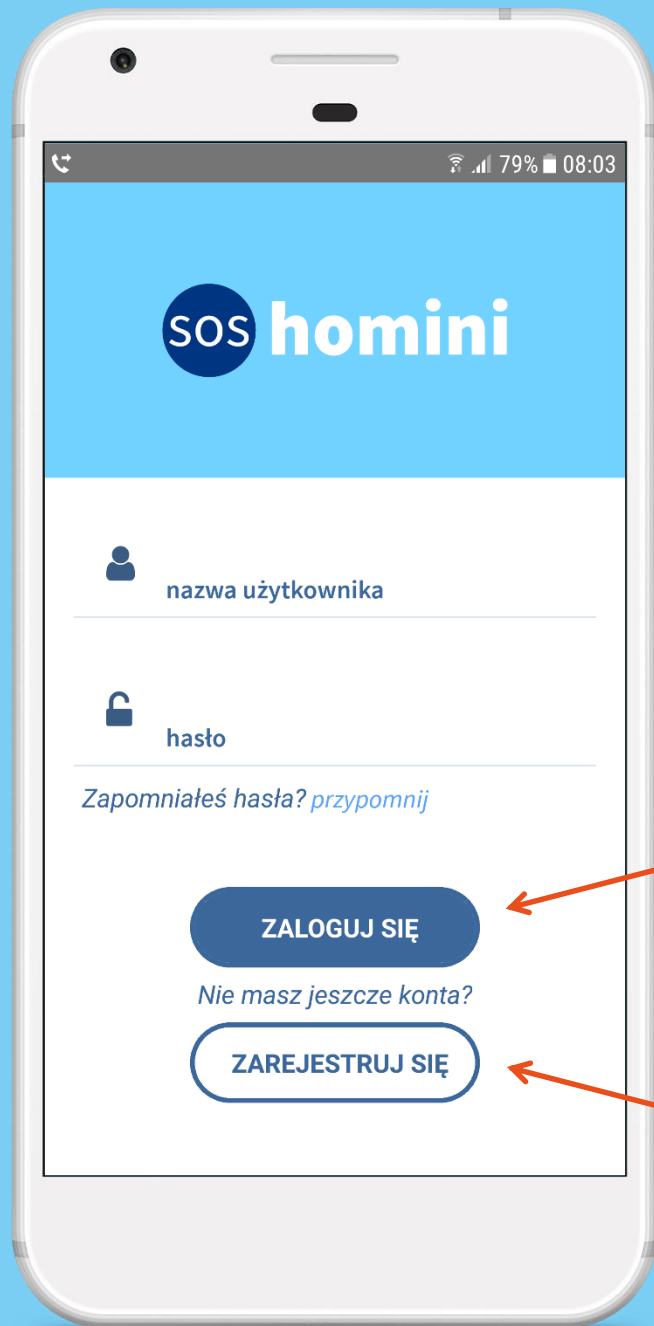 79% 08:03
sos homini
nazwa użytkownika
hasło
Zapomniałeś hasła? przypomnij
ZALOGUJ SIĘ
Nie masz jeszcze konta?
ZAREJESTRUJ SIĘ